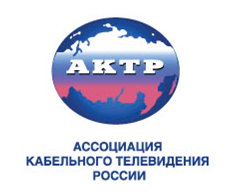 АКТР
АССОЦИАЦИЯ
КАБЕЛЬНОГО ТЕЛЕВИДЕНИЯ
РОССИИ